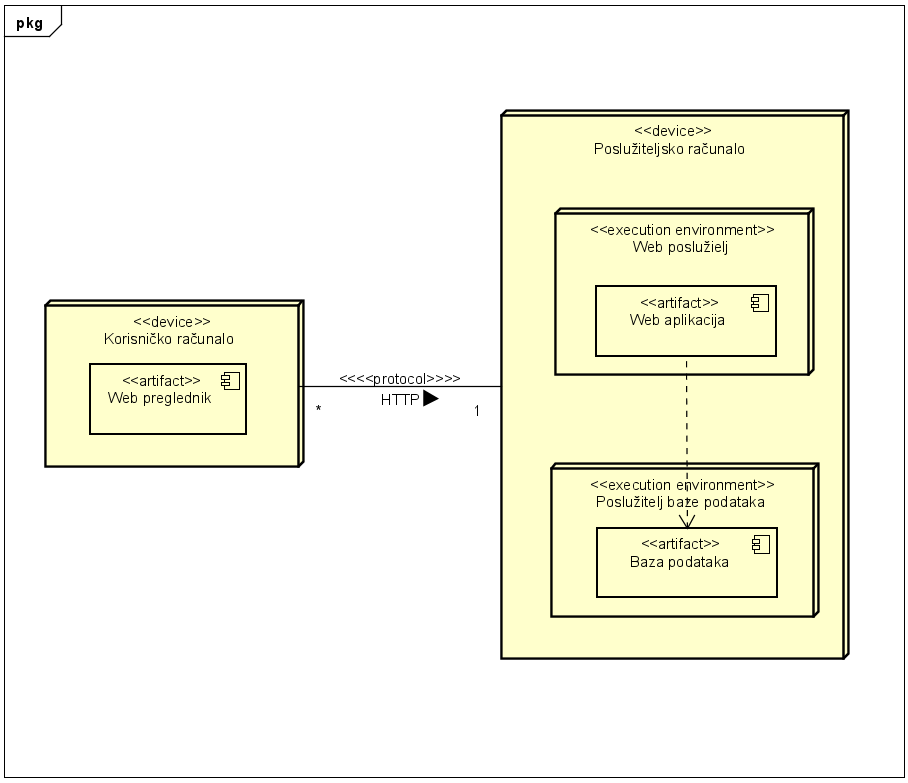 pkg
<<device>>
Poslužiteljsko računalo
<<execution environment>>
Web poslužielj
<<artifact>>
Web aplikacija
<<device>>
Korisničko računalo
<<artifact>>
Web preglednik
<<<<protocol>>>>
HTTP
*
1
<<execution environment>>
Poslužitelj baze podataka
<<artifact>>
Baza podataka